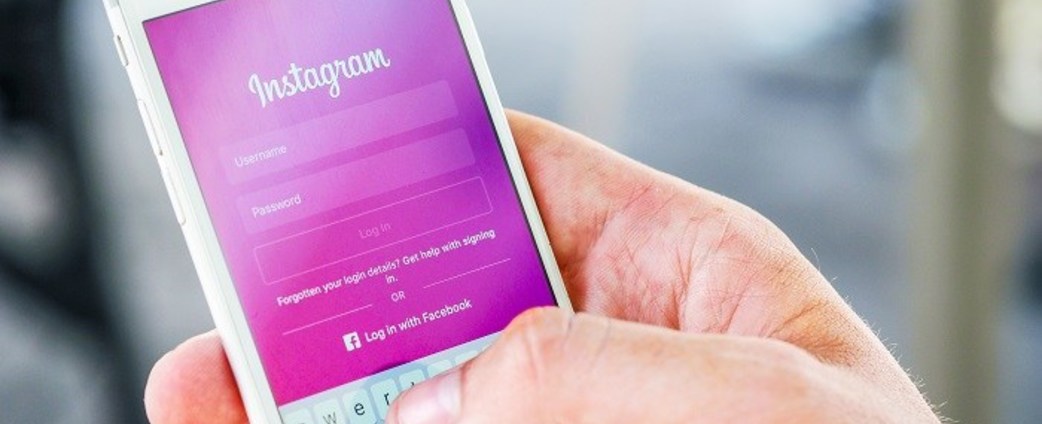 Instagram
Username
Password
Log in
Forgotten your login details? Get help with signing
in.
OR
Log in with Facebook
w e r